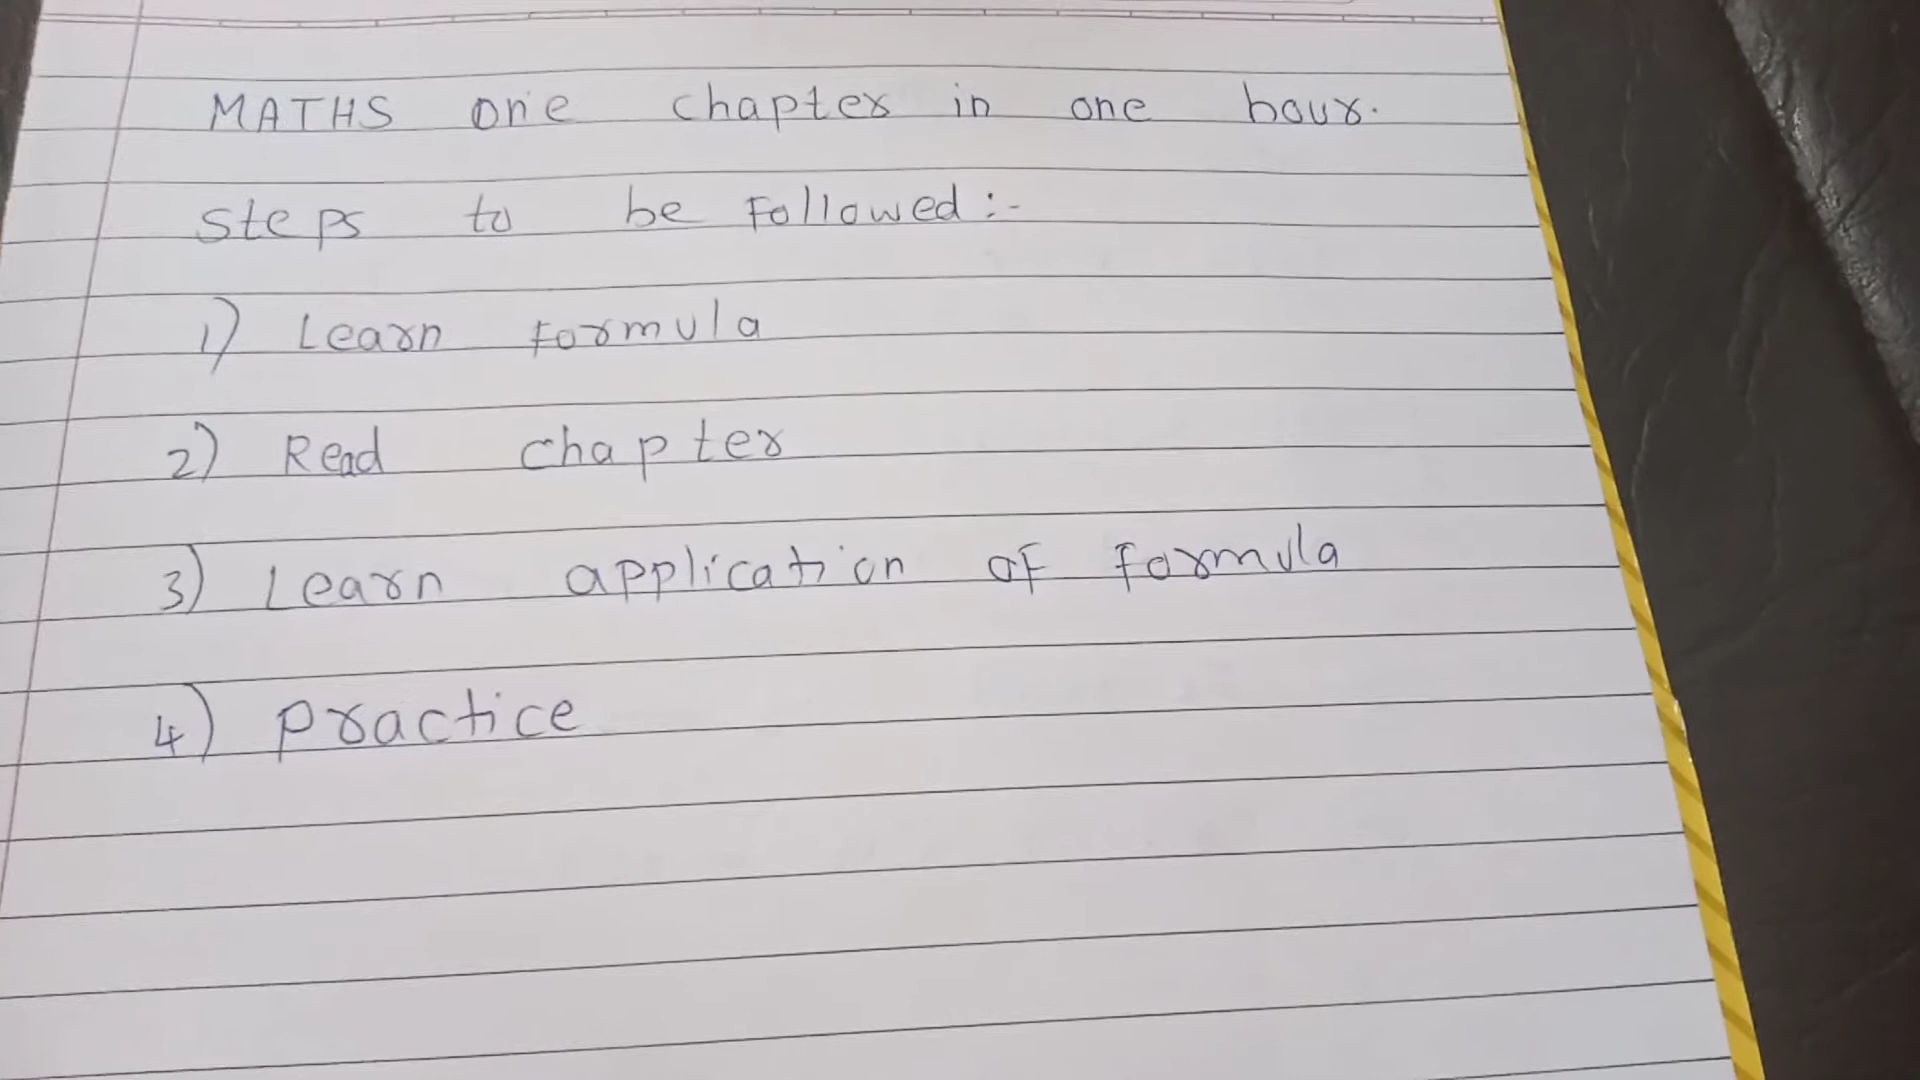 MATHS one chapter in one hour.
steps to be Followed :-
1) Learn Formula
2) Read chapter
3) Learn application of Formula
4) practice